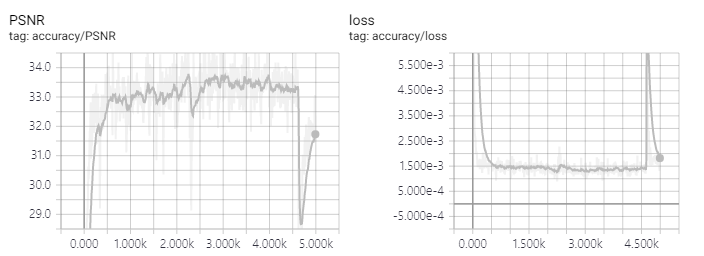 PSNR
tag: accuracy/PSNR
34.0
33.0
32.0
31.0
30.0
29.0
0.000 1.000k 2.000k 3.000k 4.000k 5.000k
loss
tag: accuracy/loss
5.500e-3
4.500e-3
3.500e-3
2.500e-3
1.500e-3
5.000e-4
-5.000e-4
0.000 1.500k 3.000k 4.500k